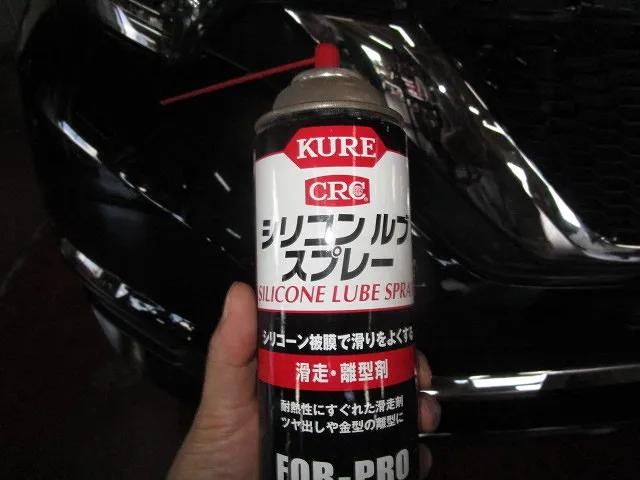 KURE
CRC
シリコン ルブ
スプレー
SILICONE LUBE SPRA
シリコーン被膜で滑りをよくする
滑走・離型剤
耐熱性にすぐれた滑走剤
ツヤ出しや金型の離型に
FOR-PRO